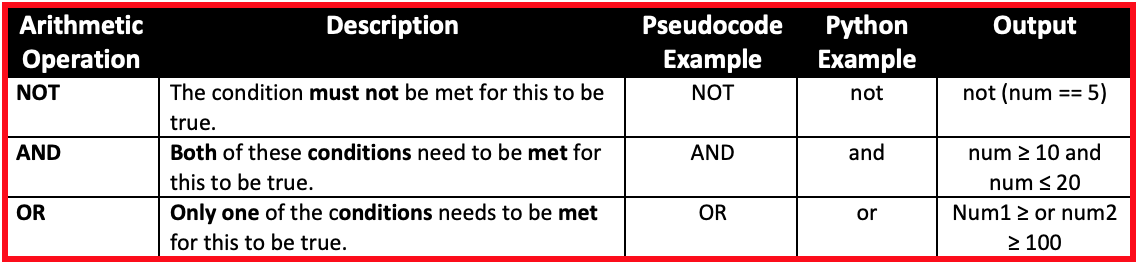 Arithmetic Operation | Description | Pseudocode Example | Python Example | Output
NOT | The condition must not be met for this to be true. | NOT | not | not (num == 5)
AND | Both of these conditions need to be met for this to be true. | AND | and | num ≥ 10 and num ≤ 20
OR | Only one of the conditions needs to be met for this to be true. | OR | or | Num1 ≥ or num2 ≥ 100